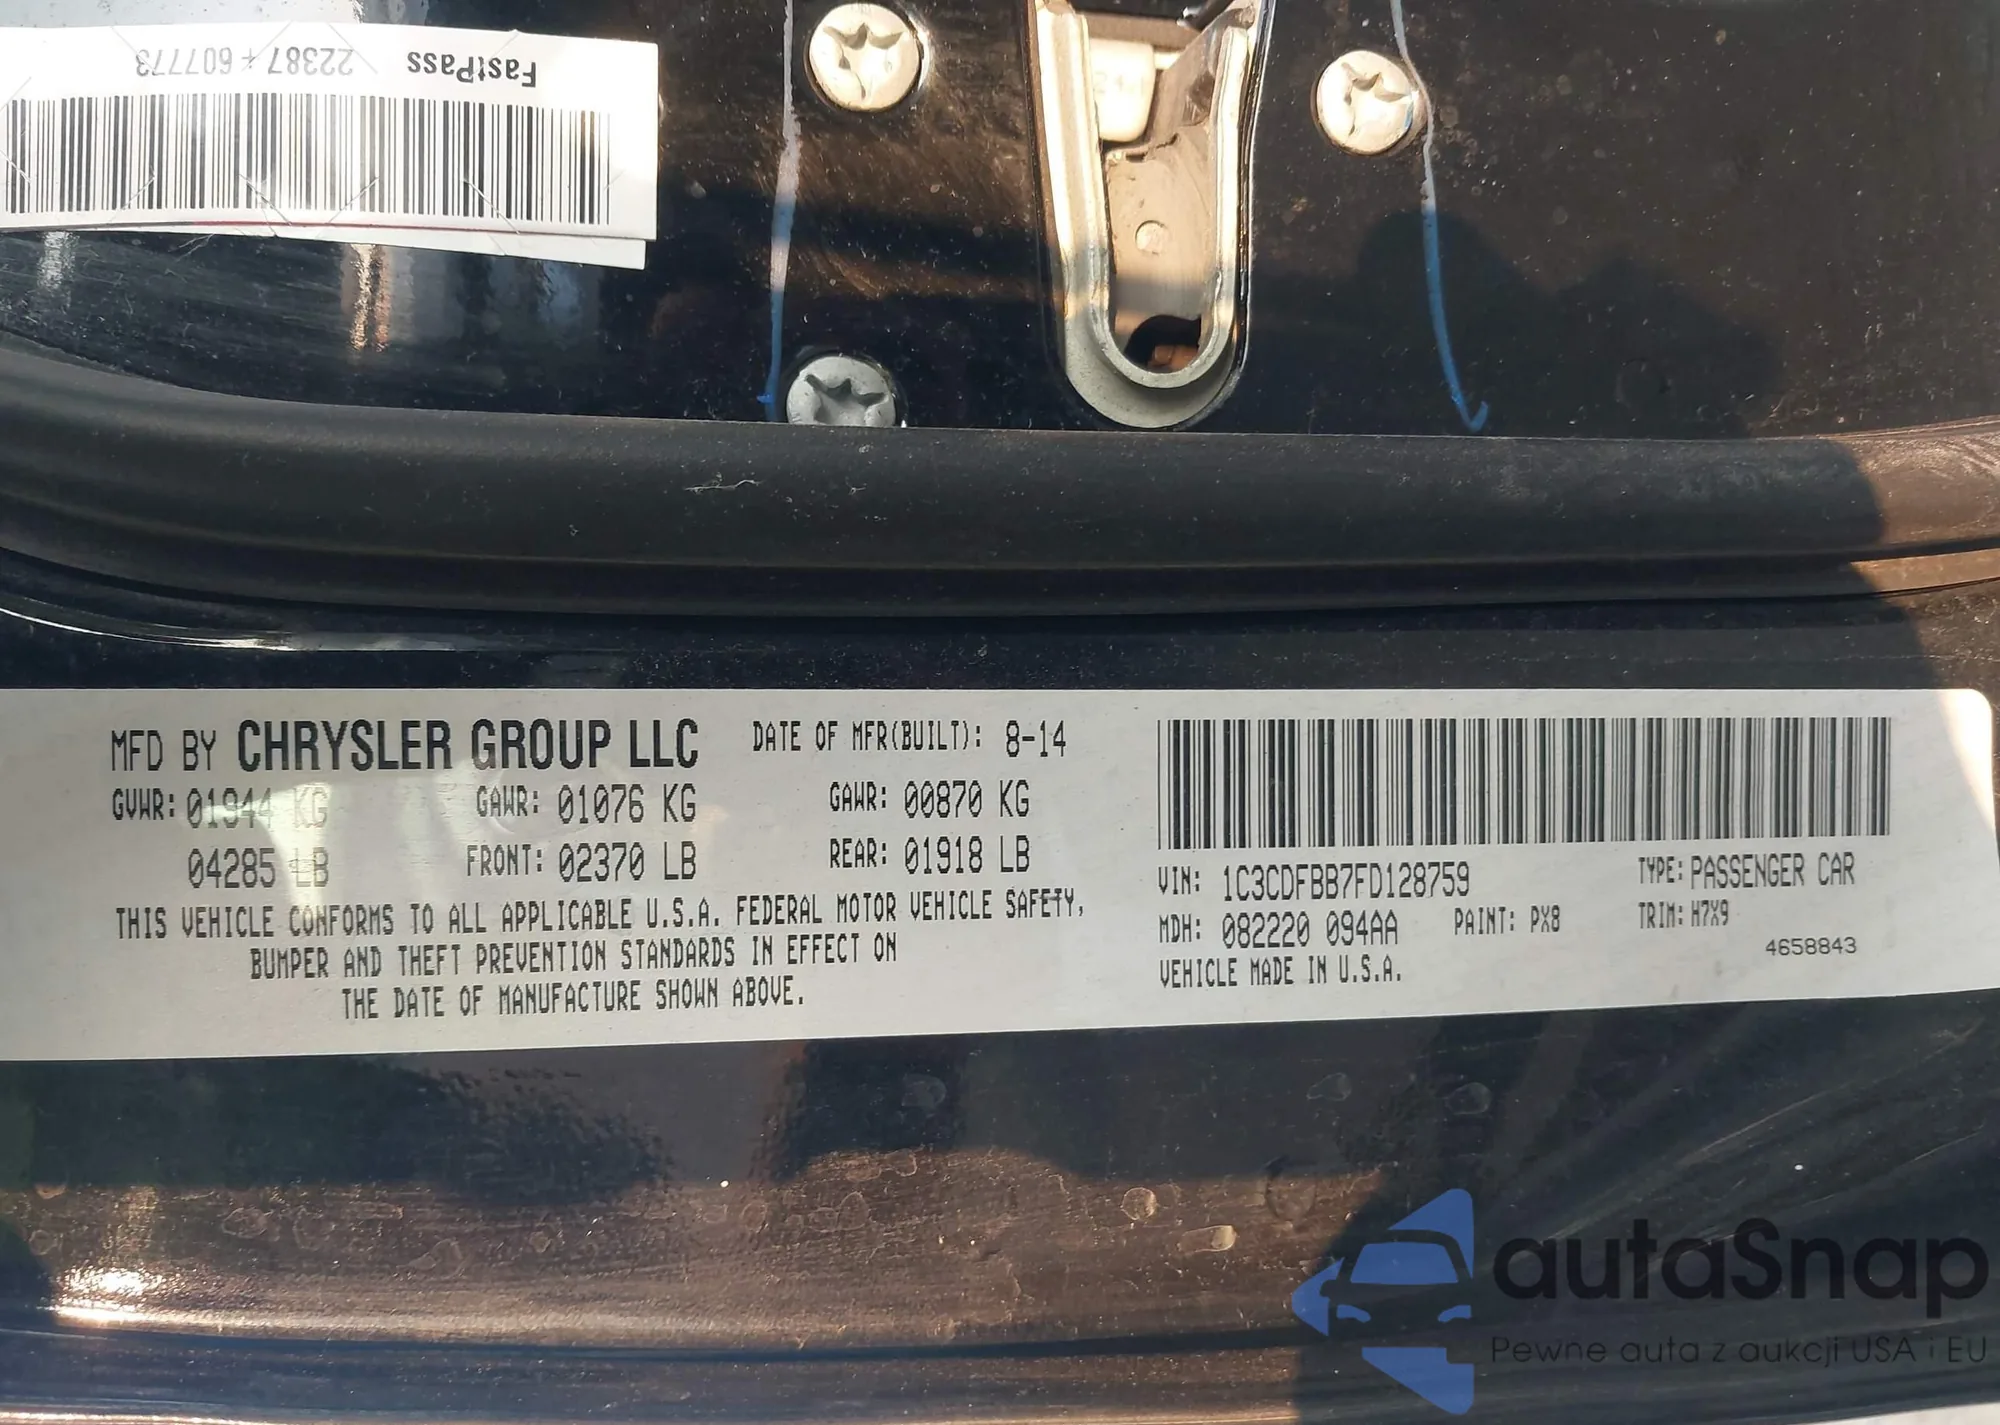 FastPass 22387 + 607773
MFD BY CHRYSLER GROUP LLC
DATE OF MFR(BUILT): 8-14
GVWR: 01944 KG
04285 LB
GAWR: 01076 KG
FRONT: 02370 LB
GAWR: 00870 KG
REAR: 01918 LB
THIS VEHICLE CONFORMS TO ALL APPLICABLE U.S.A. FEDERAL MOTOR VEHICLE SAFETY,
BUMPER AND THEFT PREVENTION STANDARDS IN EFFECT ON
THE DATE OF MANUFACTURE SHOWN ABOVE.
VIN: 1C3CDFBB7FD128759
TYPE: PASSENGER CAR
MDH: 082220 094AA
PAINT: PX8
TRIM: H7X9
VEHICLE MADE IN U.S.A.
4658843
autaSnap
Pewne auta z aukcji USA i EU